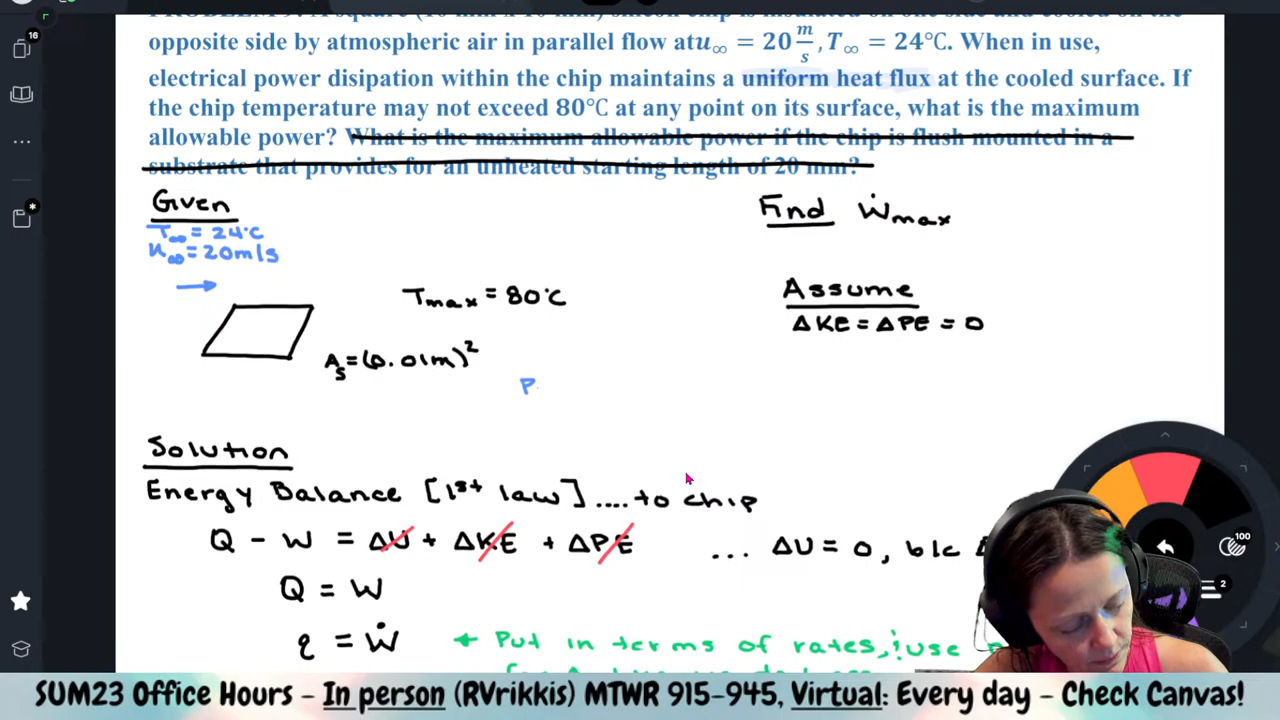 opposite side by atmospheric air in parallel flow atu∞ = 20 m/s, T∞ = 24°C. When in use,
electrical power disipation within the chip maintains a uniform heat flux at the cooled surface. If
the chip temperature may not exceed 80°C at any point on its surface, what is the maximum
allowable power? What is the maximum allowable power if the chip is flush mounted in a
substrate that provides for an unheated starting length of 20 mm?
Given
Find Ẇmax
T∞ = 24°C
u∞ = 20m/s
Tmax = 80°C
Assume
ΔKE = ΔPE = 0
As = (0.01m)²
P
Solution
Energy Balance [1st law] .... to chip
Q - W = ΔU + ΔKE + ΔPE ... ΔU = 0, b/c
Q = W
q = Ẇ ← Put in terms of rates, use
SUM23 Office Hours – In person (RVrikkis) MTWR 915-945, Virtual: Every day – Check Canvas!
16
100
2